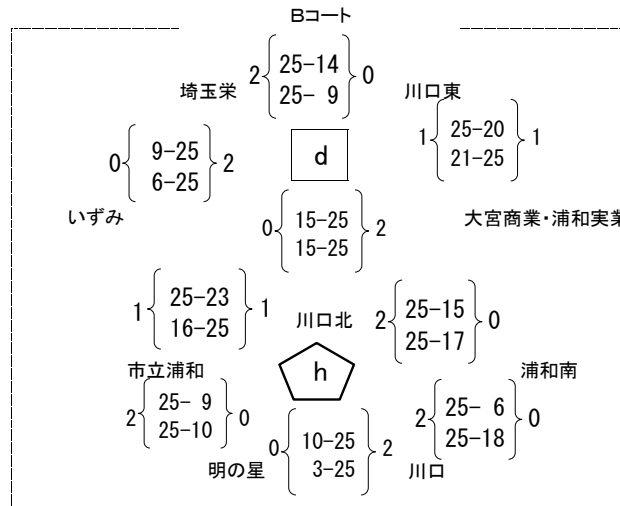 Bコート
2 25-14 0
25- 9
埼玉栄
川口東
1 25-20 1
21-25
0 9-25 2
6-25
d
いずみ
大宮商業・浦和実業
0 15-25 2
15-25
1 25-23 1
16-25
川口北
2 25-15 0
25-17
市立浦和
h
浦和南
2 25- 9 0
25-10
2 25- 6 0
25-18
0 10-25 2
3-25
明の星
川口